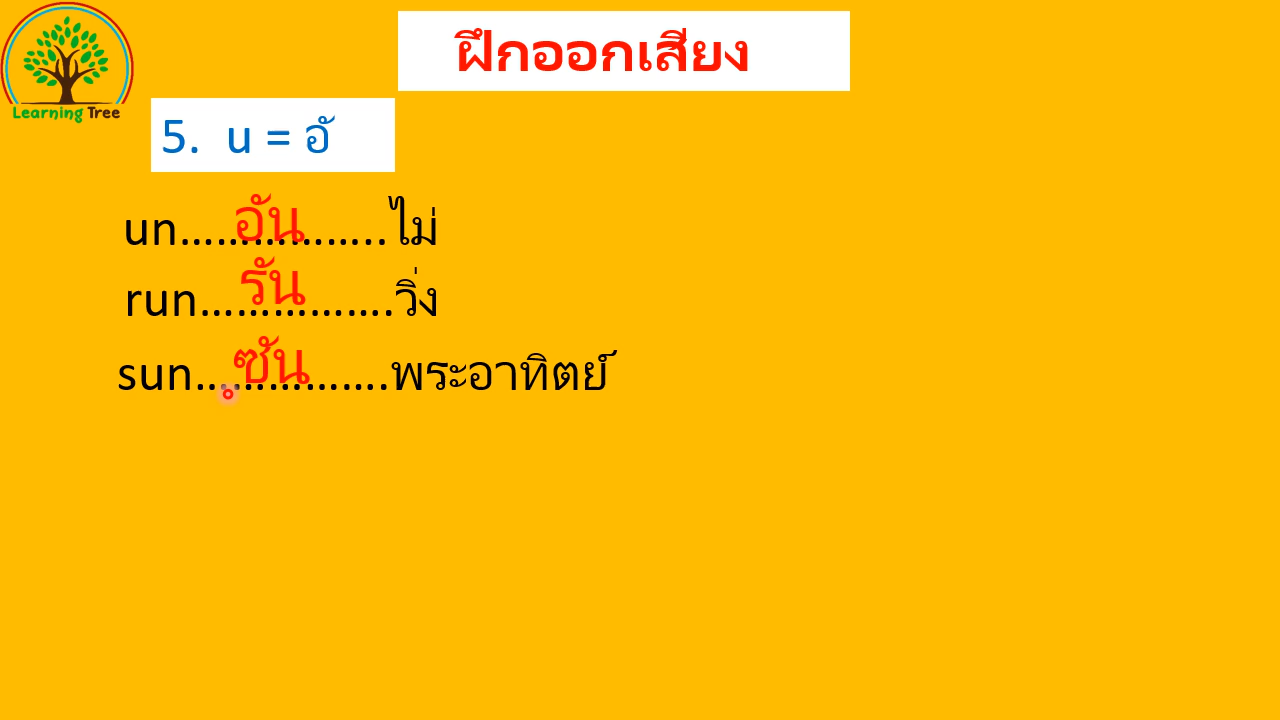 Learning Tree
ฝึกออกเสียง
5. u = อั
un.................ไม่
อัน
run................วิ่ง
รัน
sun................พระอาทิตย์
ซัน